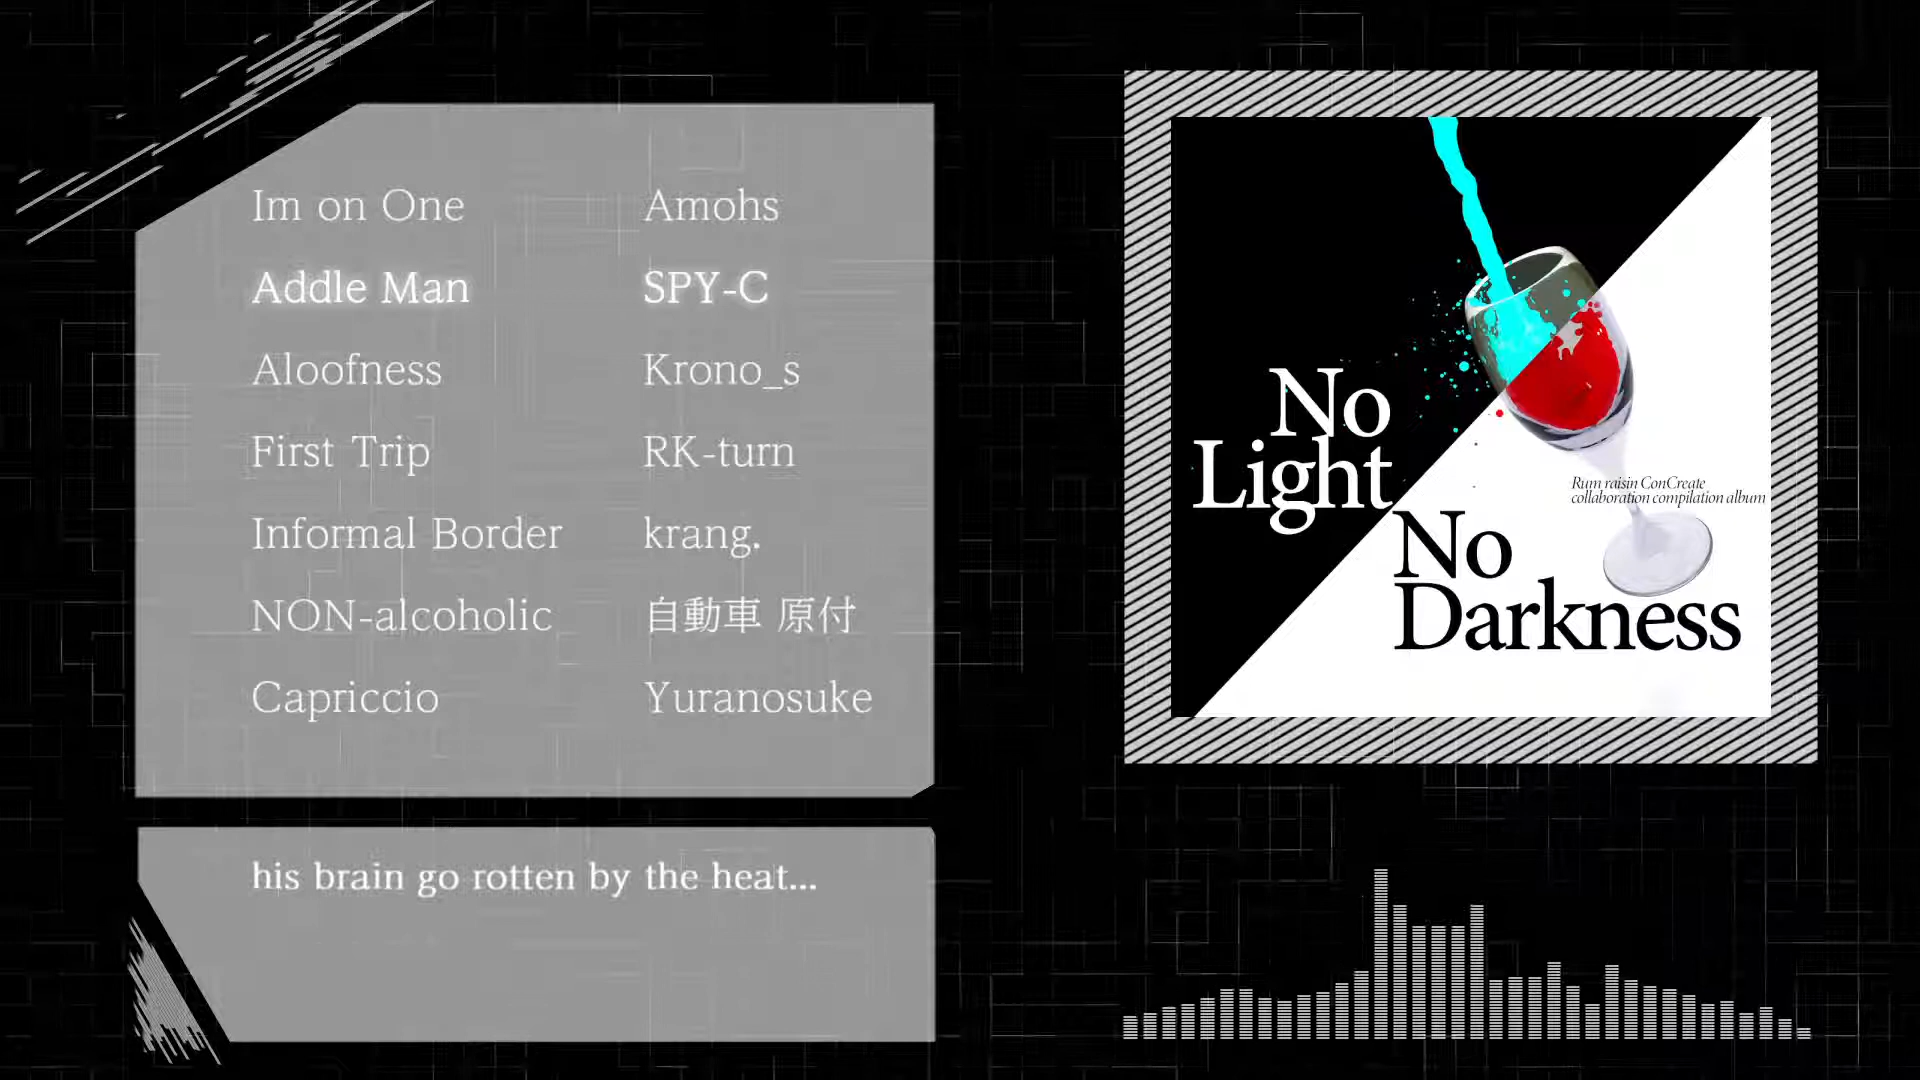 Im on One Amohs
Addle Man SPY-C
Aloofness Krono_s
First Trip RK-turn
Informal Border krang.
NON-alcoholic 自動車 原付
Capriccio Yuranosuke
his brain go rotten by the heat...
No
Light
Rum raisin ConCreate
collaboration compilation album
No
Darkness